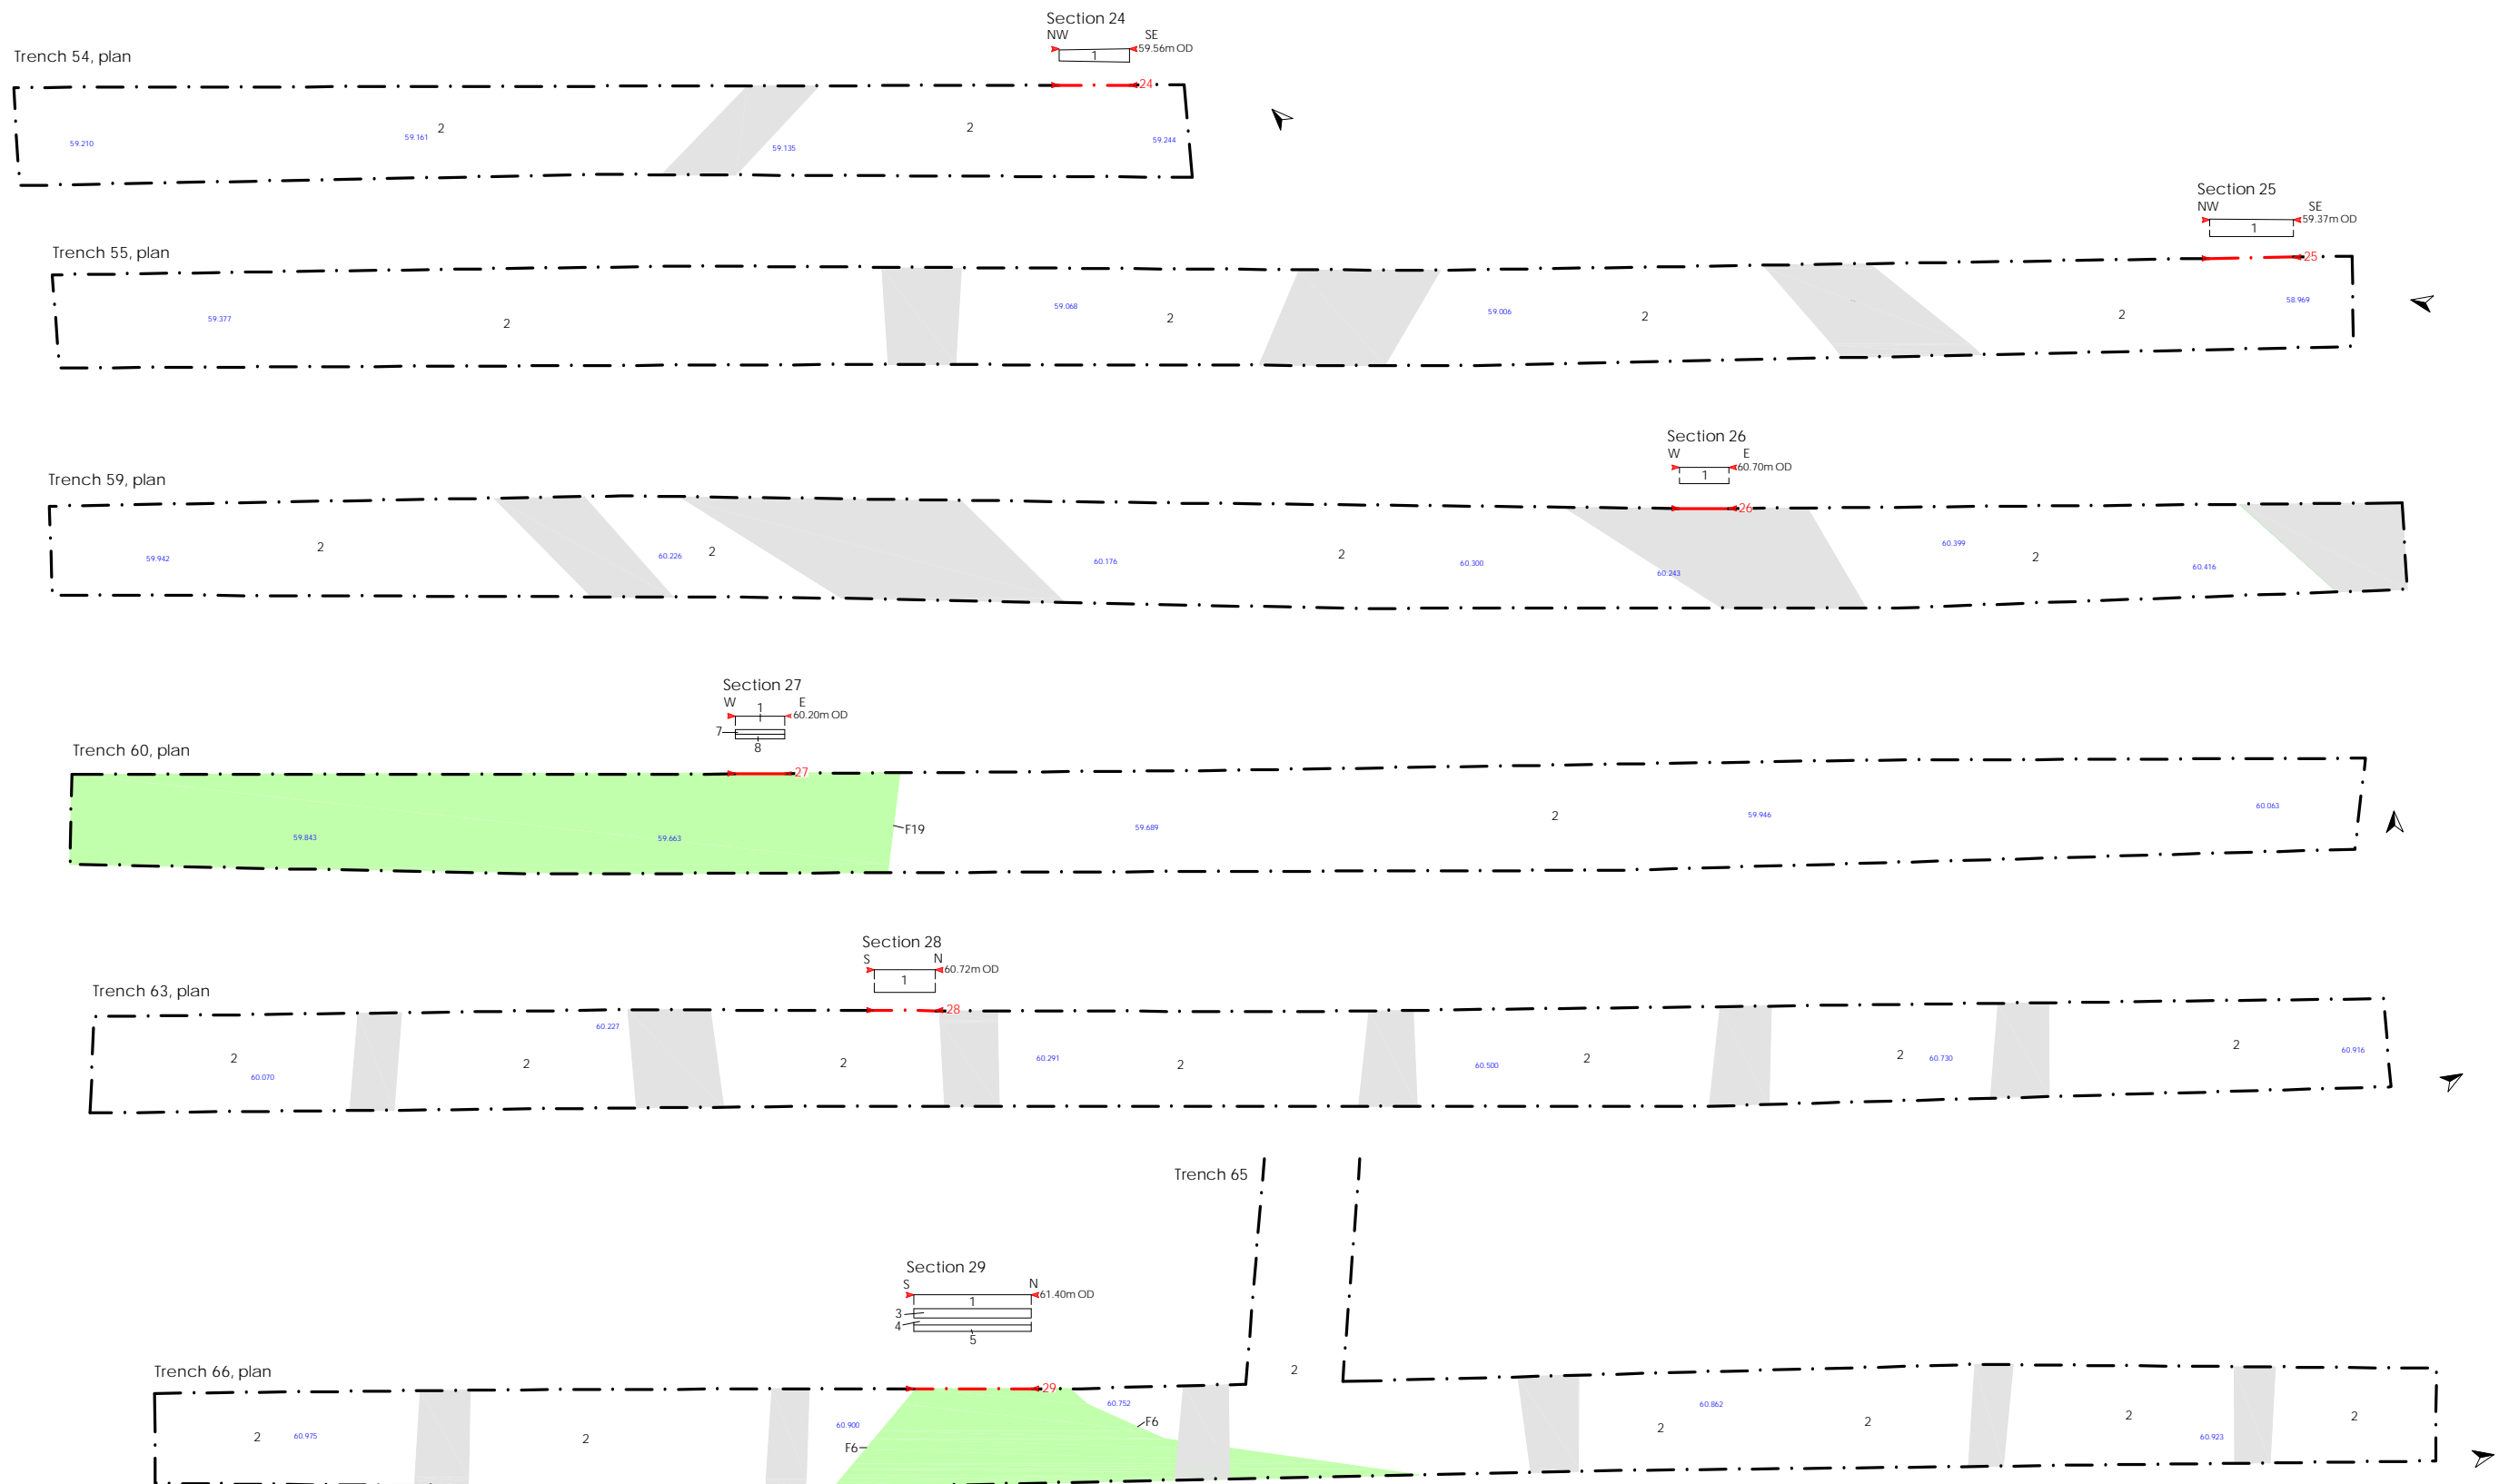 Section 24
NW SE
59.56m OD
1
Trench 54, plan
24
2 2
59.210 59.161 59.135 59.244
Section 25
NW SE
59.37m OD
1
Trench 55, plan
25
59.377 2 59.068 2 59.006 2 2 58.969
Section 26
W E
60.70m OD
1
Trench 59, plan
26
59.942 2 60.226 2 60.176 2 60.300 60.243 60.399 2 60.416
Section 27
W E
1
60.20m OD
7
8
Trench 60, plan
27
59.843 59.663 F19 59.689 2 59.946 60.063
Section 28
S N
60.72m OD
1
Trench 63, plan
28
60.227
2 60.070 2 2 60.291 2 60.500 2 2 60.730 2 60.916
Trench 65
Section 29
S N
61.40m OD
1
3
4
5
2
Trench 66, plan
29
60.752
60.900 F6 60.862
F6
2 60.975 2 2 2 2 60.923 2